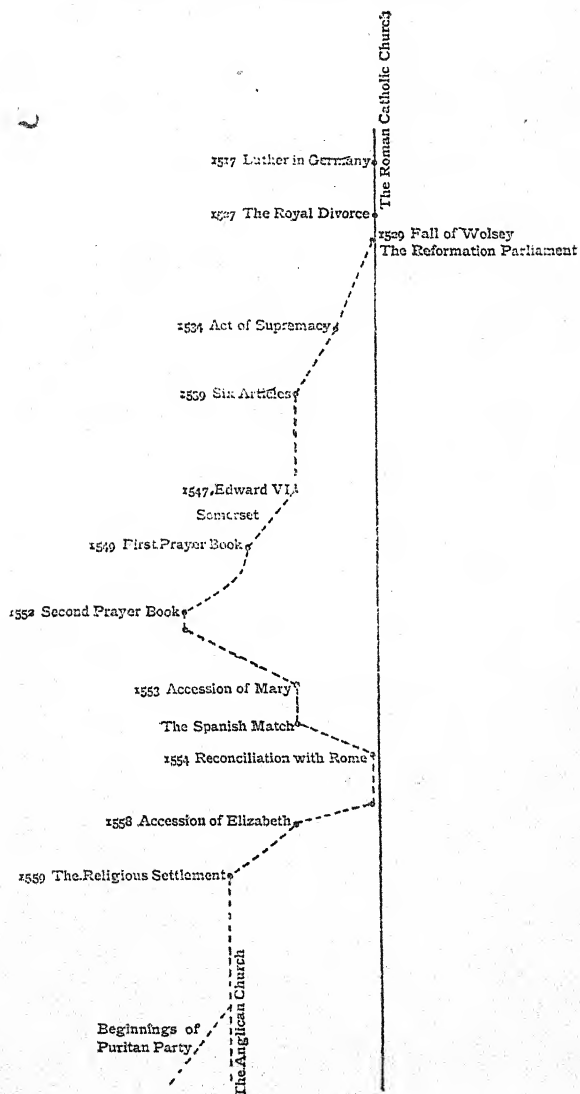 The Roman Catholic Church
1517 Luther in Germany
1527 The Royal Divorce
1529 Fall of Wolsey
The Reformation Parliament
1534 Act of Supremacy
1539 Six Articles
1547 Edward VI
Somerset
1549 First Prayer Book
1552 Second Prayer Book
1553 Accession of Mary
The Spanish Match
1554 Reconciliation with Rome
1558 Accession of Elizabeth
1559 The Religious Settlement
The Anglican Church
Beginnings of
Puritan Party